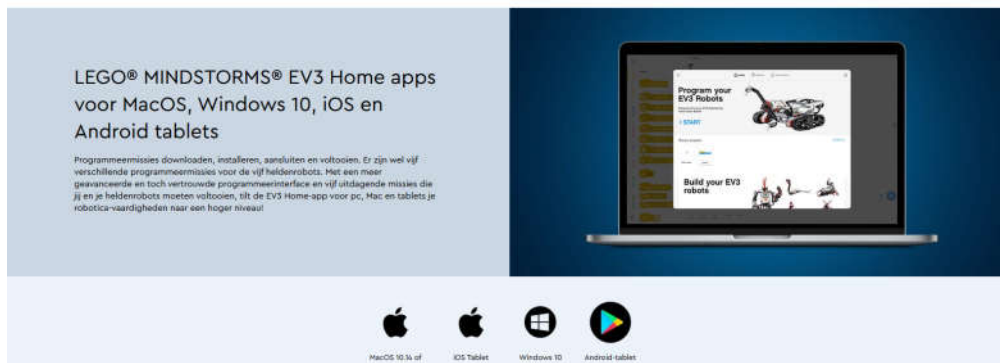 LEGO® MINDSTORMS® EV3 Home apps
voor MacOS, Windows 10, iOS en
Android tablets
Programmeermissies downloaden, installeren, aansluiten en voltooien. Er zijn wel vijf
verschillende programmeermissies voor de vijf heldenrobots. Met een meer
geavanceerde en toch vertrouwde programmeerinterface en vijf uitdagende missies die
jij en je heldenrobots moeten voltooien, tilt de EV3 Home-app voor pc, Mac en tablets je
robotica-vaardigheden naar een hoger niveau!
Program your
EV3 Robots
START
Build your EV3
robots
MacOS 10.14 of
iOS Tablet
Windows 10
Android-tablet